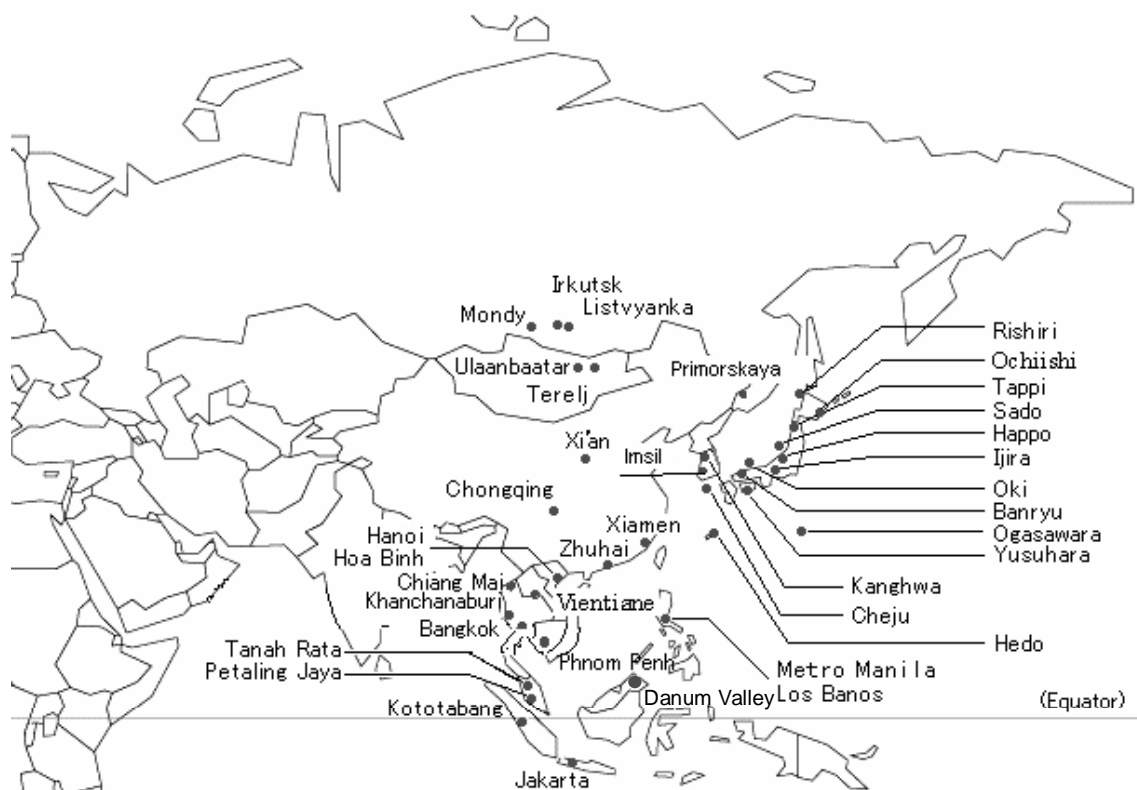 Irkutsk
Listvyanka
Mondy
Ulaanbaatar
Terelj
Primorskaya
Xi'an
Imsil
Chongqing
Xiamen
Hanoi
Hoa Binh
Zhuhai
Chiang Mai
Khanchanaburi
Vientiane
Bangkok
Tanah Rata
Petaling Jaya
Phnom Penh
Kototabang
Danum Valley
Jakarta
Metro Manila
Los Banos
Rishiri
Ochiishi
Tappi
Sado
Happo
Ijira
Oki
Banryu
Ogasawara
Yusuhara
Kanghwa
Cheju
Hedo
(Equator)